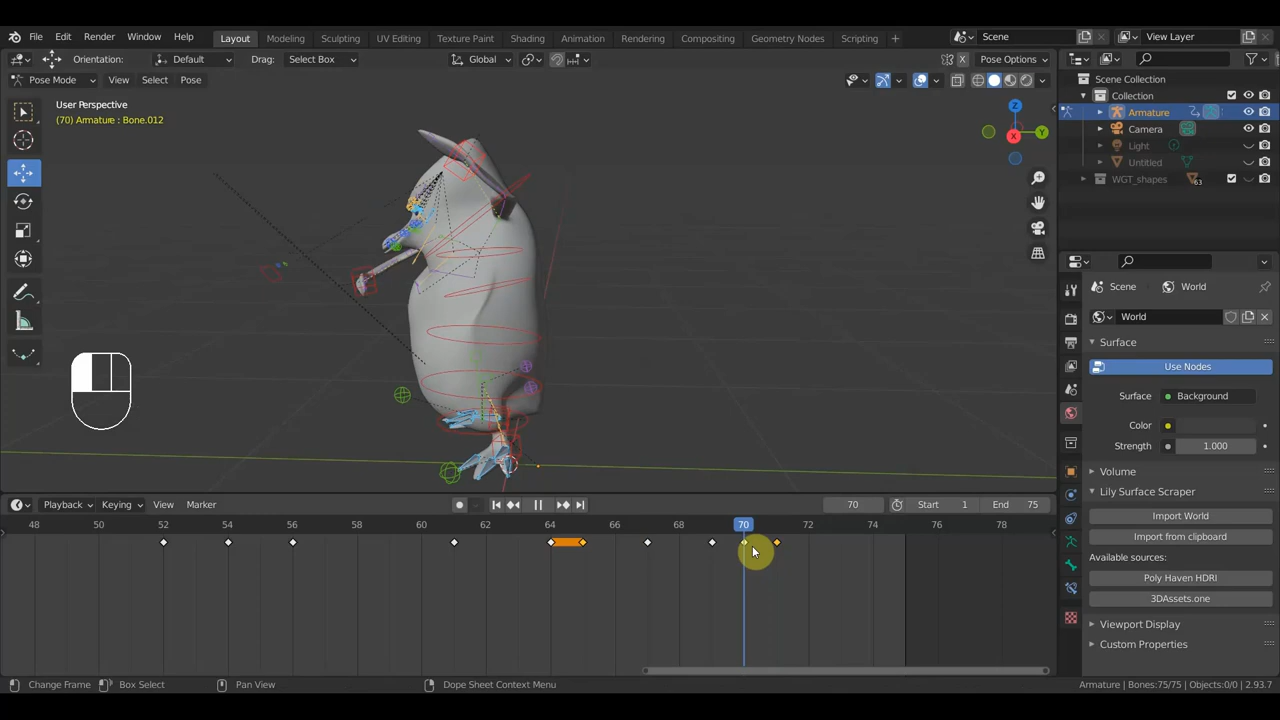 File Edit Render Window Help Layout Modeling Sculpting UV Editing Texture Paint Shading Animation Rendering Compositing Geometry Nodes Scripting + Scene View Layer
Orientation: Default Drag: Select Box Global X Pose Options
Pose Mode View Select Pose
User Perspective
(70) Armature : Bone.012
Z
Y
X
Scene Collection
Collection
Armature
Camera
Light
Untitled
WGT_shapes 63
Scene World
World
Surface
Use Nodes
Surface Background
Color
Strength 1.000
Volume
Lily Surface Scraper
Import World
Import from clipboard
Available sources:
Poly Haven HDRI
3DAssets.one
Viewport Display
Custom Properties
Playback Keying View Marker 70 Start 1 End 75
48 50 52 54 56 58 60 62 64 66 68 70 72 74 76 78
Change Frame Box Select Pan View Dope Sheet Context Menu Armature | Bones:75/75 | Objects:0/0 | 2.93.7